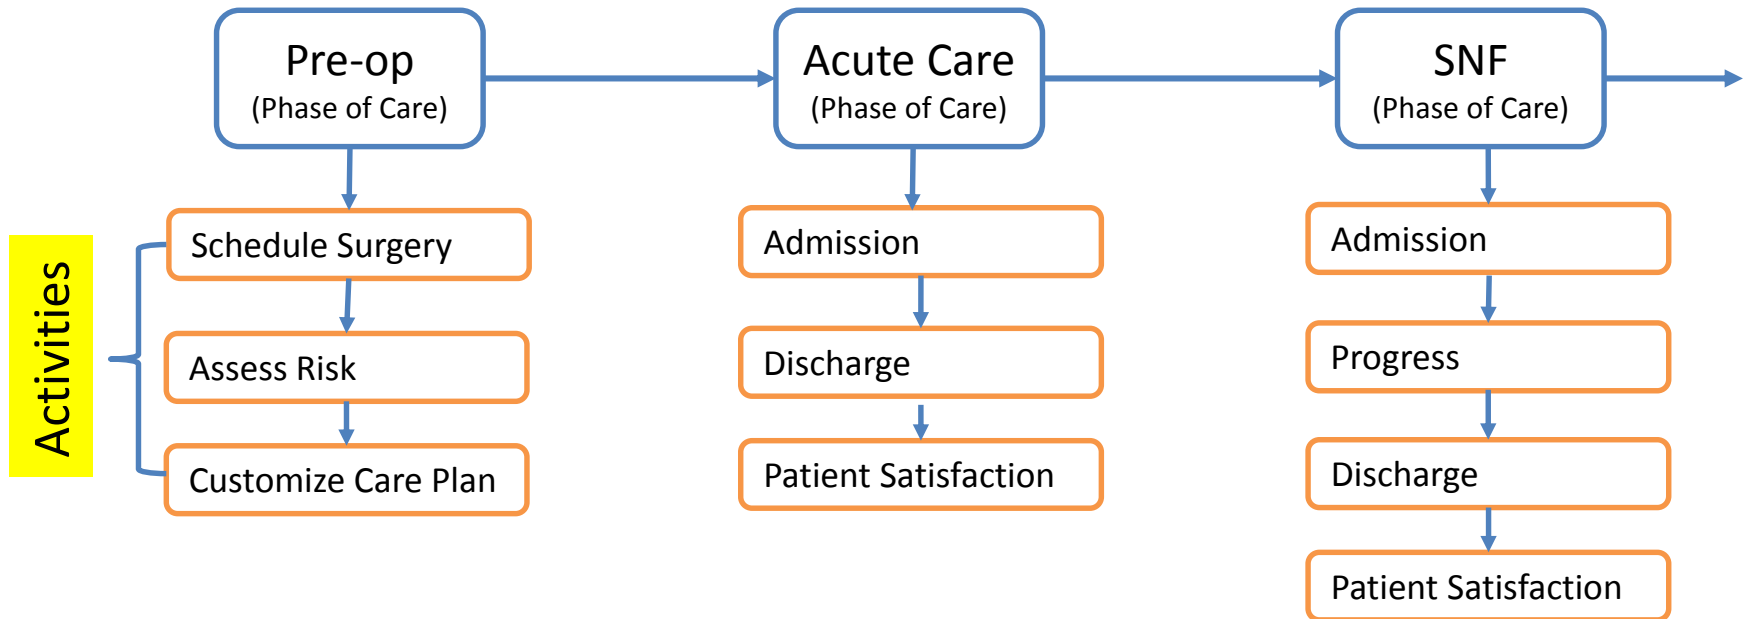 Pre-op
(Phase of Care)
Acute Care
(Phase of Care)
SNF
(Phase of Care)
Activities
Schedule Surgery
Assess Risk
Customize Care Plan
Admission
Discharge
Patient Satisfaction
Admission
Progress
Discharge
Patient Satisfaction